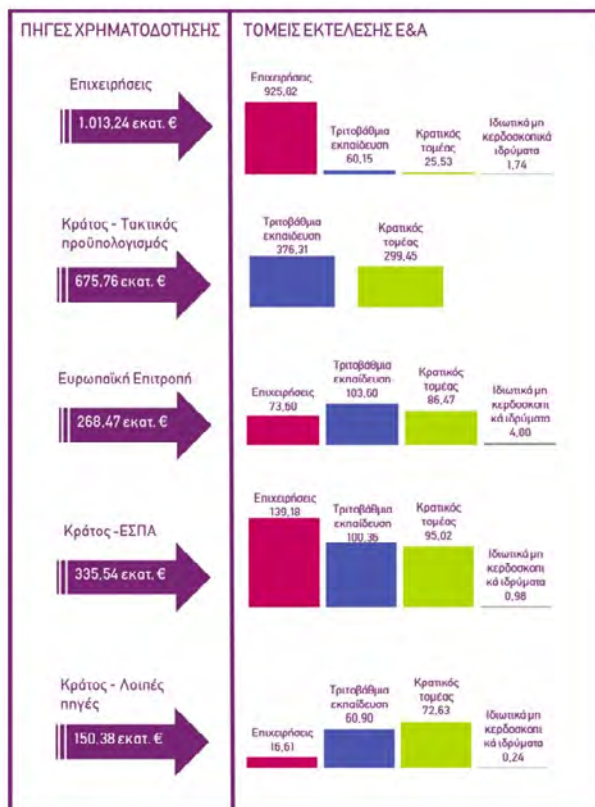 ΠΗΓΕΣ ΧΡΗΜΑΤΟΔΟΤΗΣΗΣ
ΤΟΜΕΙΣ ΕΚΤΕΛΕΣΗΣ Ε&Α
Επιχειρήσεις
1.013,24 εκατ. €
Επιχειρήσεις
925,02
Τριτοβάθμια
εκπαίδευση
60,15
Κρατικός
τομέας
25,53
Ιδιωτικά μη
κερδοσκοπικά
ιδρύματα
1,74
Κράτος - Τακτικός
προϋπολογισμός
675,76 εκατ. €
Τριτοβάθμια
εκπαίδευση
376,31
Κρατικός
τομέας
299,45
Ευρωπαϊκή Επιτροπή
268,47 εκατ. €
Επιχειρήσεις
73,60
Τριτοβάθμια
εκπαίδευση
103,60
Κρατικός
τομέας
86,47
Ιδιωτικά μη
κερδοσκοπι
κά ιδρύματα
4,00
Κράτος -ΕΣΠΑ
335,54 εκατ. €
Επιχειρήσεις
139,18
Τριτοβάθμια
εκπαίδευση
100,36
Κρατικός
τομέας
95,02
Ιδιωτικά μη
κερδοσκοπι
κά ιδρύματα
0,98
Κράτος - Λοιπές
πηγές
150,38 εκατ. €
Επιχειρήσεις
16,61
Τριτοβάθμια
εκπαίδευση
60,90
Κρατικός
τομέας
72,63
Ιδιωτικά μη
κερδοσκοπι
κά ιδρύματα
0,24